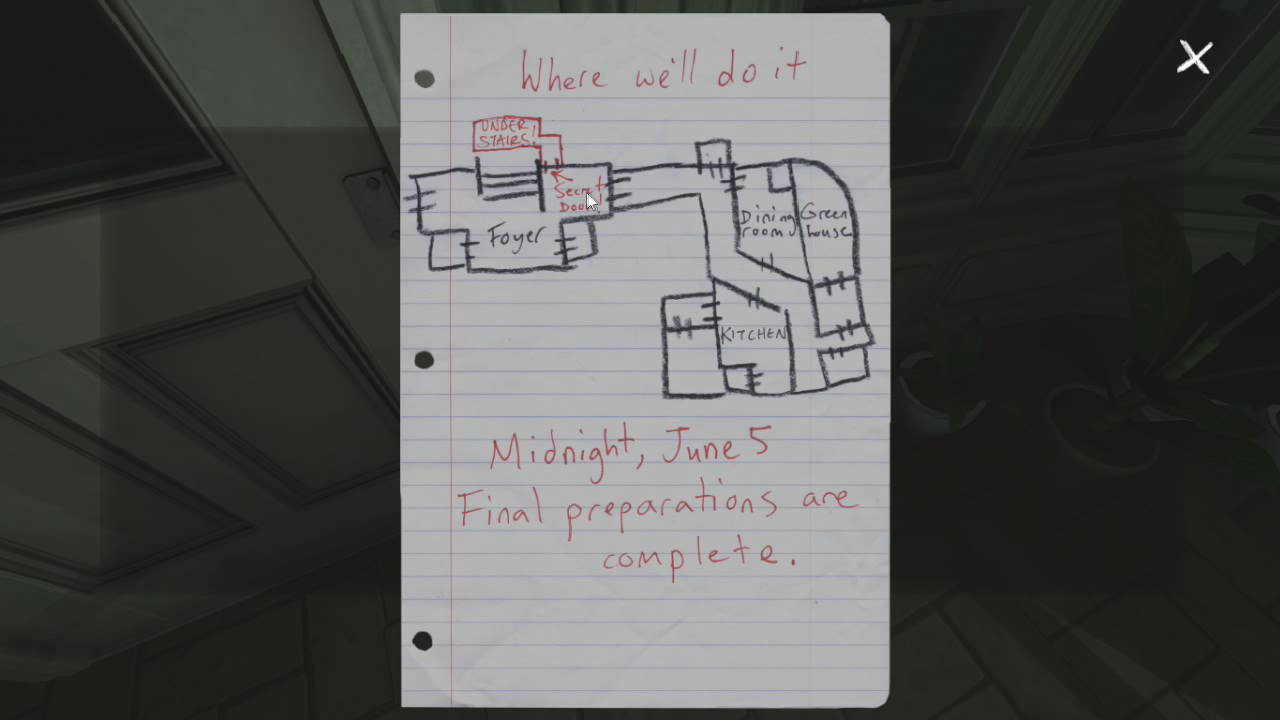 Where we'll do it
UNDER
STAIRS!
Secret
Door
Foyer
Dining
room
Green
house
KITCHEN
Midnight, June 5
Final preparations are
complete.